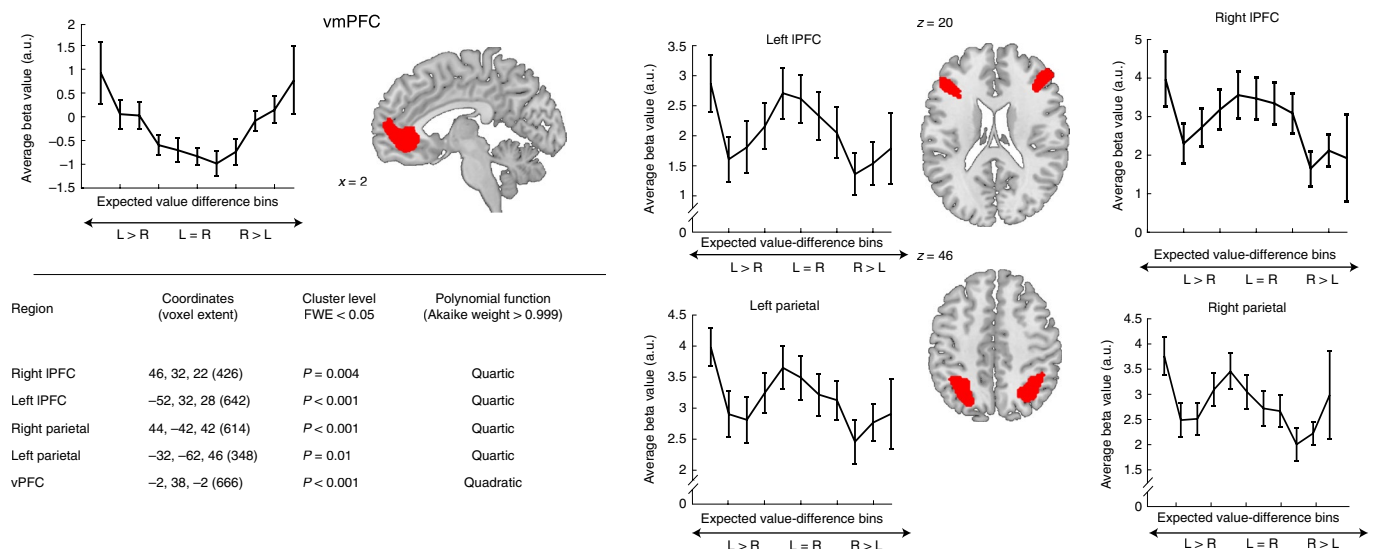 vmPFC
2
1.5
1
0.5
0
−0.5
−1
−1.5
Average beta value (a.u.)
Expected value difference bins
L > R L = R R > L
x = 2
Left lPFC
3.5
3
2.5
2
1.5
1
0
Average beta value (a.u.)
Expected value-difference bins
L > R L = R R > L
z = 20
Right lPFC
5
4
3
2
1
0
Average beta value (a.u.)
Expected value-difference bins
L > R L = R R > L
Region Coordinates Cluster level Polynomial function
(voxel extent) FWE < 0.05 (Akaike weight > 0.999)
Right lPFC 46, 32, 22 (426) P = 0.004 Quartic
Left lPFC −52, 32, 28 (642) P < 0.001 Quartic
Right parietal 44, −42, 42 (614) P < 0.001 Quartic
Left parietal −32, −62, 46 (348) P = 0.01 Quartic
vPFC −2, 38, −2 (666) P < 0.001 Quadratic
Left parietal
4.5
4
3.5
3
2.5
2
0
Average beta value (a.u.)
Expected value-difference bins
L > R L = R R > L
z = 46
Right parietal
4.5
4
3.5
3
2.5
2
1.5
0
Average beta value (a.u.)
Expected value-difference bins
L > R L = R R > L